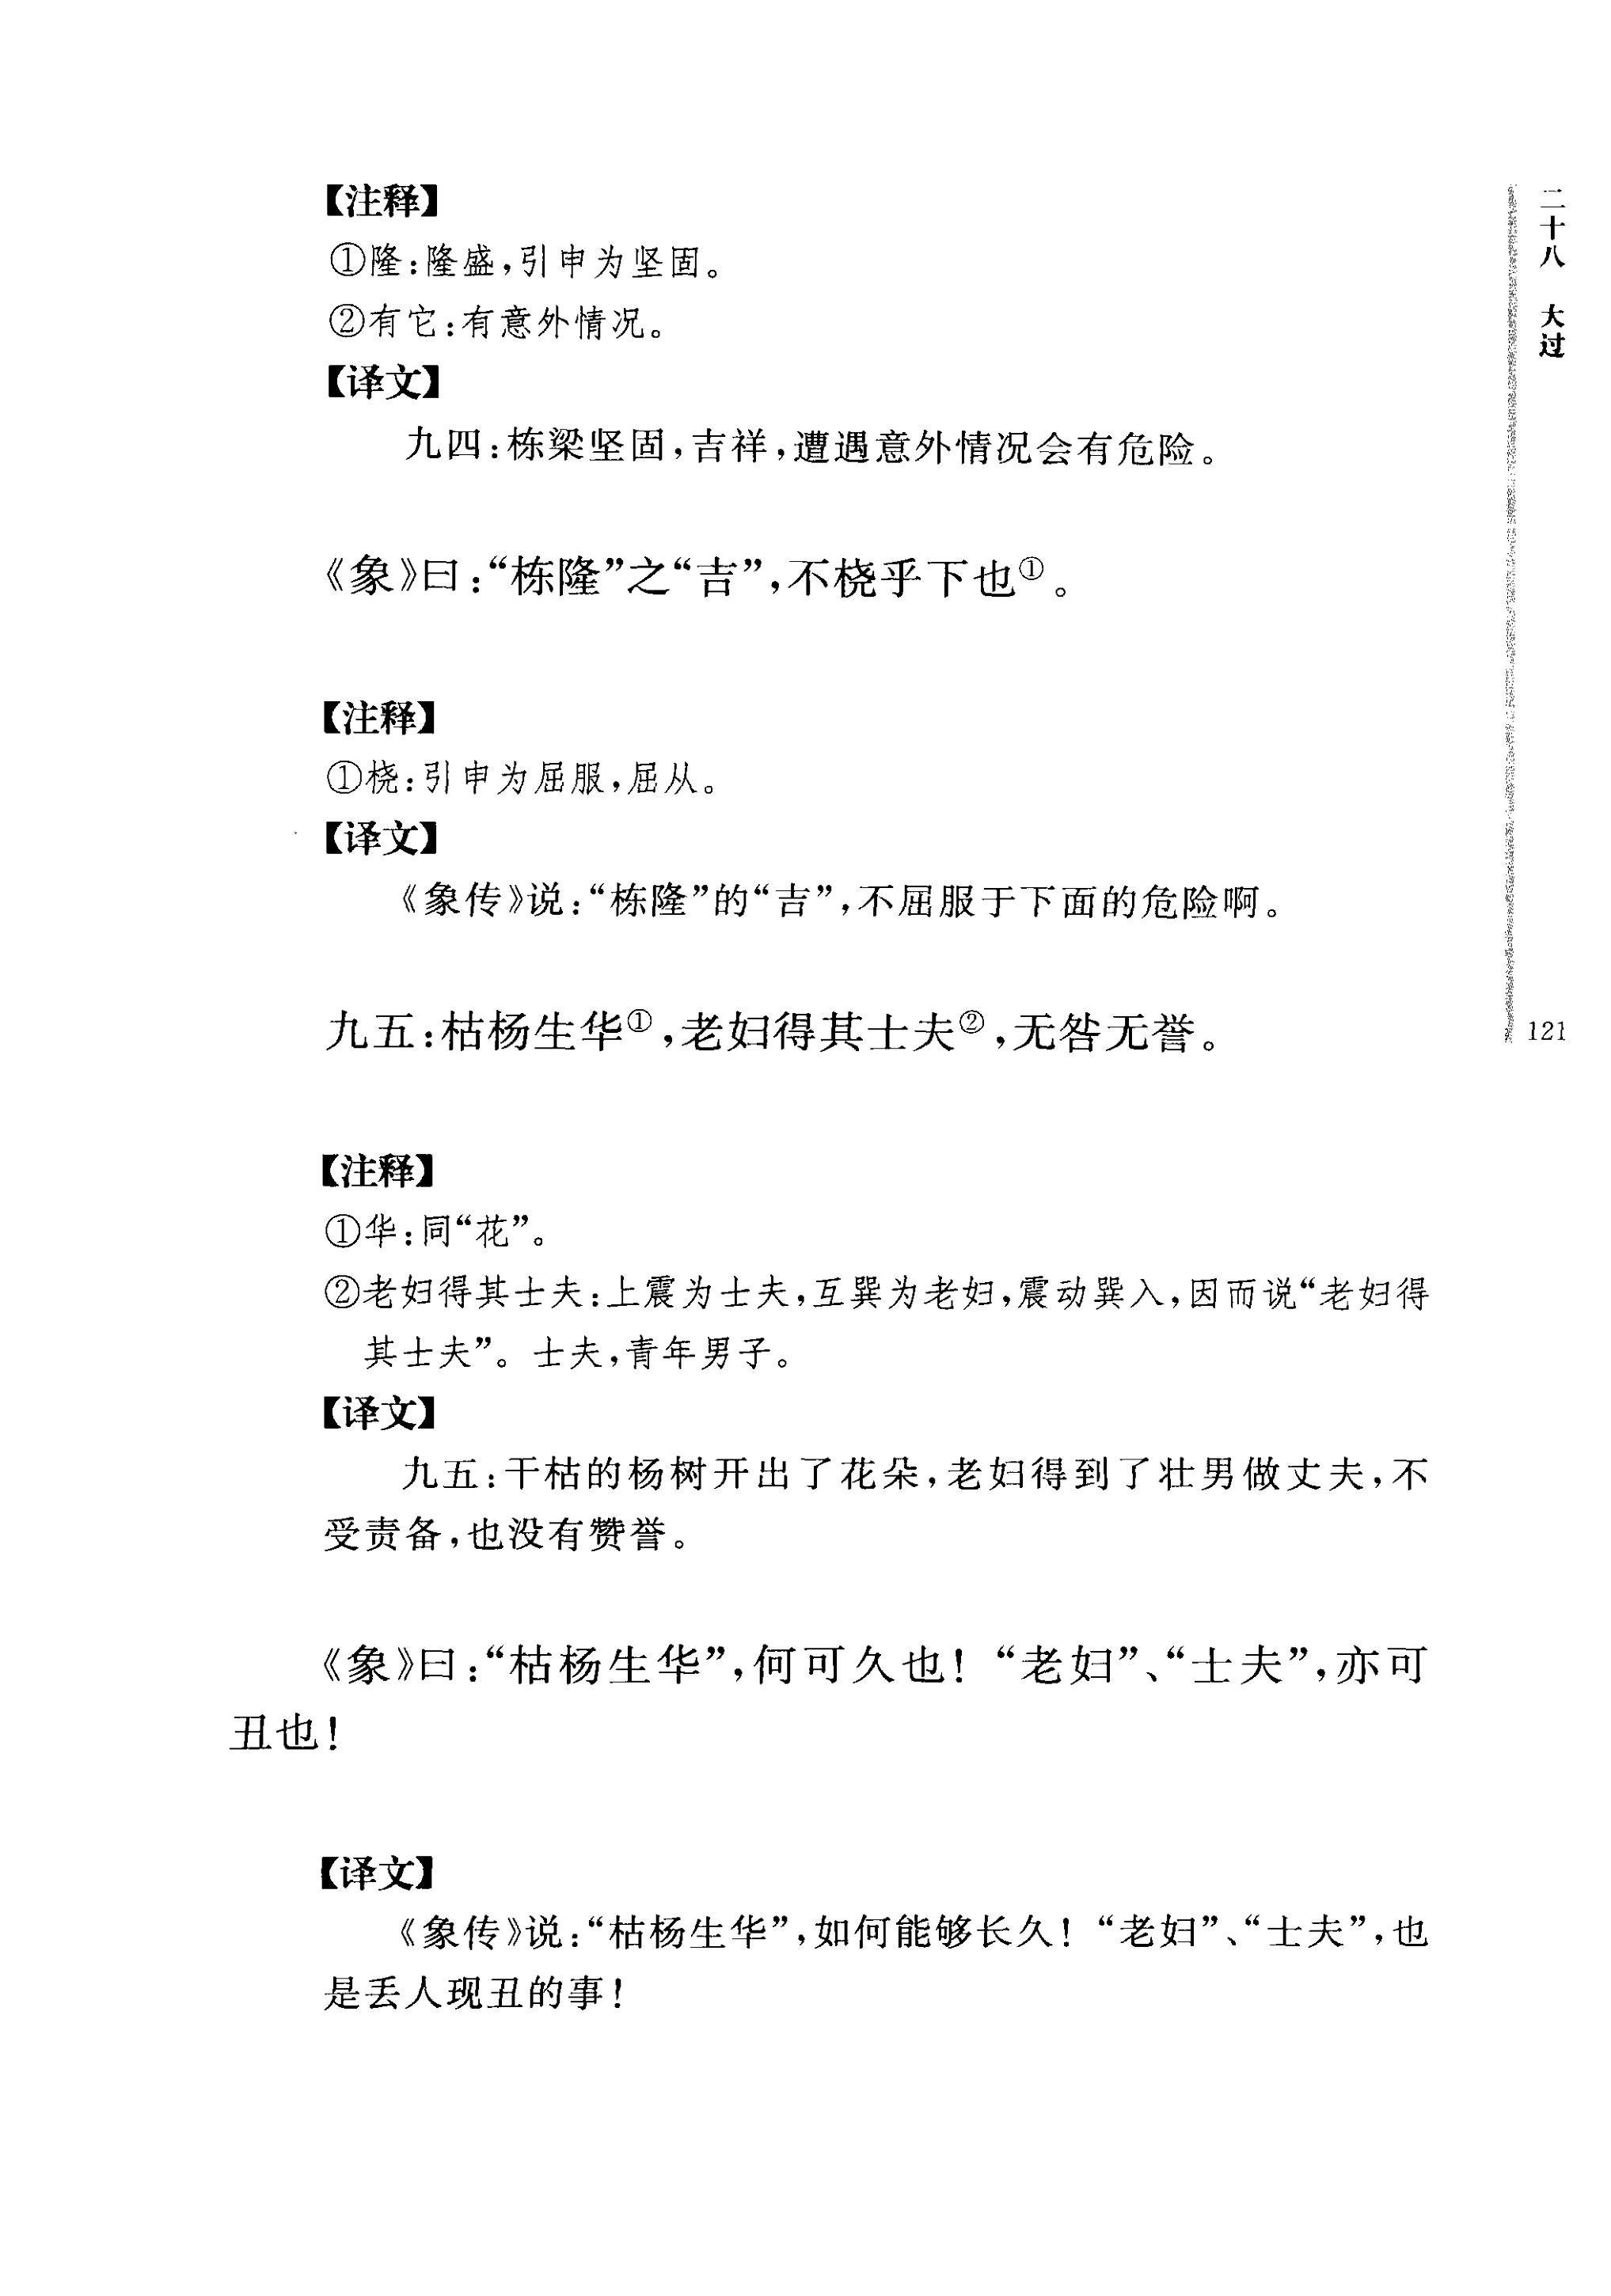 【注释】
①隆：隆盛，引申为坚固。
②有它：有意外情况。
【译文】
九四：栋梁坚固，吉祥，遭遇意外情况会有危险。
《象》曰：“栋隆”之“吉”，不桡乎下也①。
【注释】
①桡：引申为屈服，屈从。
【译文】
《象传》说：“栋隆”的“吉”，不屈服于下面的危险啊。
九五：枯杨生华①，老妇得其士夫②，无咎无誉。
【注释】
①华：同“花”。
②老妇得其士夫：上震为士夫，互巽为老妇，震动巽入，因而说“老妇得
其士夫”。士夫，青年男子。
【译文】
九五：干枯的杨树开出了花朵，老妇得到了壮男做丈夫，不
受责备，也没有赞誉。
《象》曰：“枯杨生华”，何可久也！“老妇”、“士夫”，亦可
丑也！
【译文】
《象传》说：“枯杨生华”，如何能够长久！“老妇”、“士夫”，也
是丢人现丑的事！
二十八 大过
121